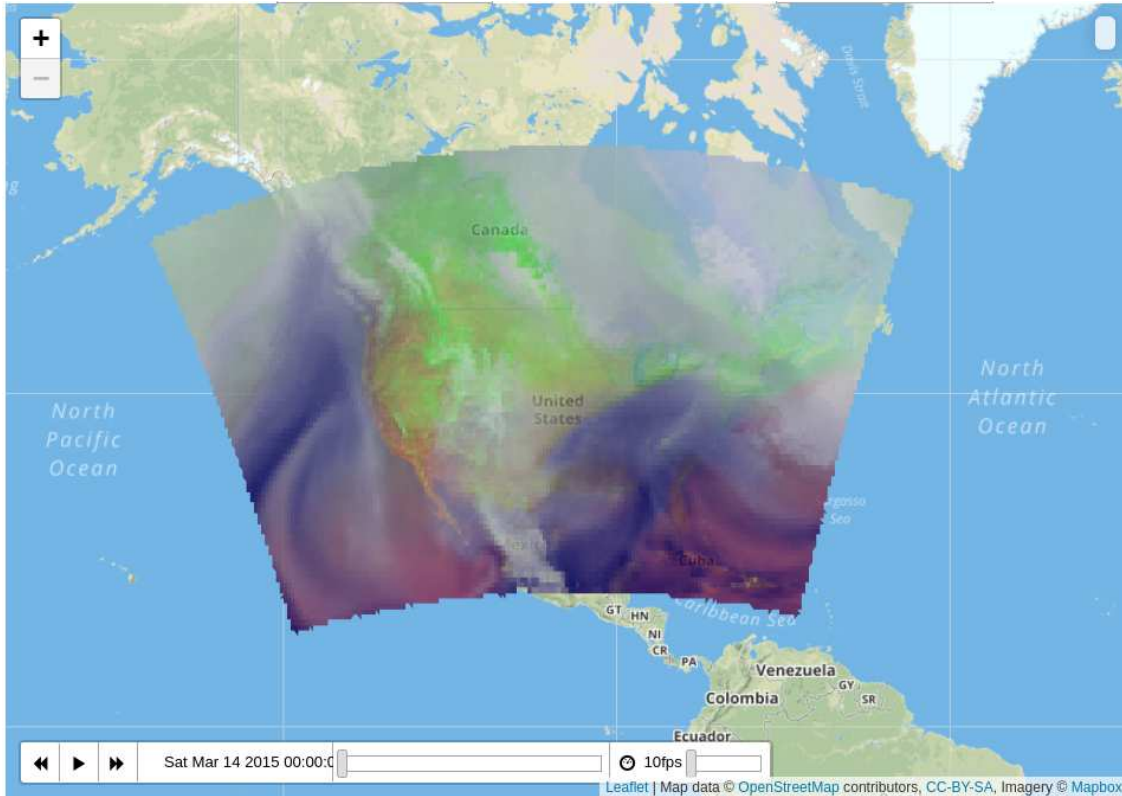 +
−
Davis Strait
Canada
North
Pacific
Ocean
United
States
North
Atlantic
Ocean
Sea
Cuba
Caribbean Sea
GT
HN
NI
CR
PA
Venezuela
GY
Colombia
SR
Ecuador
Sat Mar 14 2015 00:00:0
10fps
Leaflet | Map data © OpenStreetMap contributors, CC-BY-SA, Imagery © Mapbox